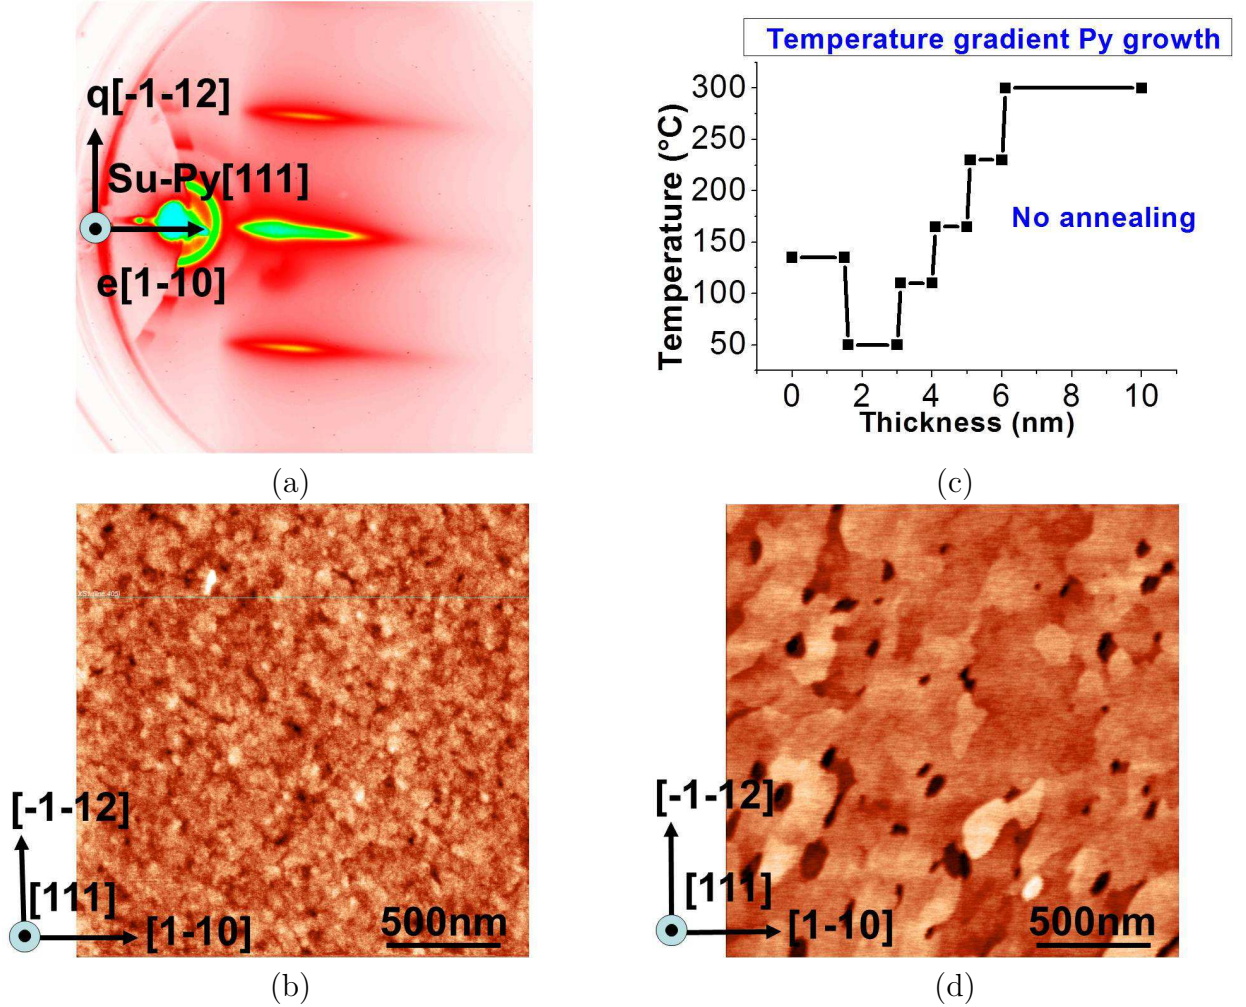 q[-1-12]
Su-Py[111]
e[1-10]
(a)
Temperature gradient Py growth
Temperature (°C)
300
250
200
150
100
50
No annealing
0 2 4 6 8 10
Thickness (nm)
(c)
[-1-12]
[111]
[1-10]
500nm
(b)
[-1-12]
[111]
[1-10]
500nm
(d)